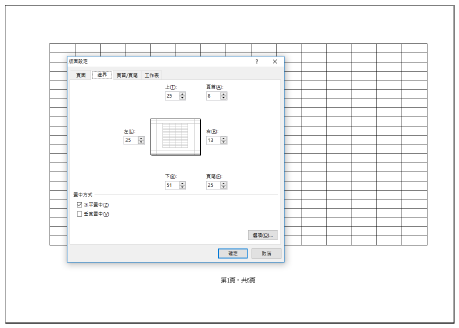 版面設定
? ×
頁面 邊界 頁首/頁尾 工作表
上(T): 頁首(A):
25 8
左(L): 右(R):
25 13
下(B): 頁尾(F):
51 25
置中方式
☑ 水平置中(Z)
☐ 垂直置中(V)
選項(O)...
確定 取消
第1頁，共6頁